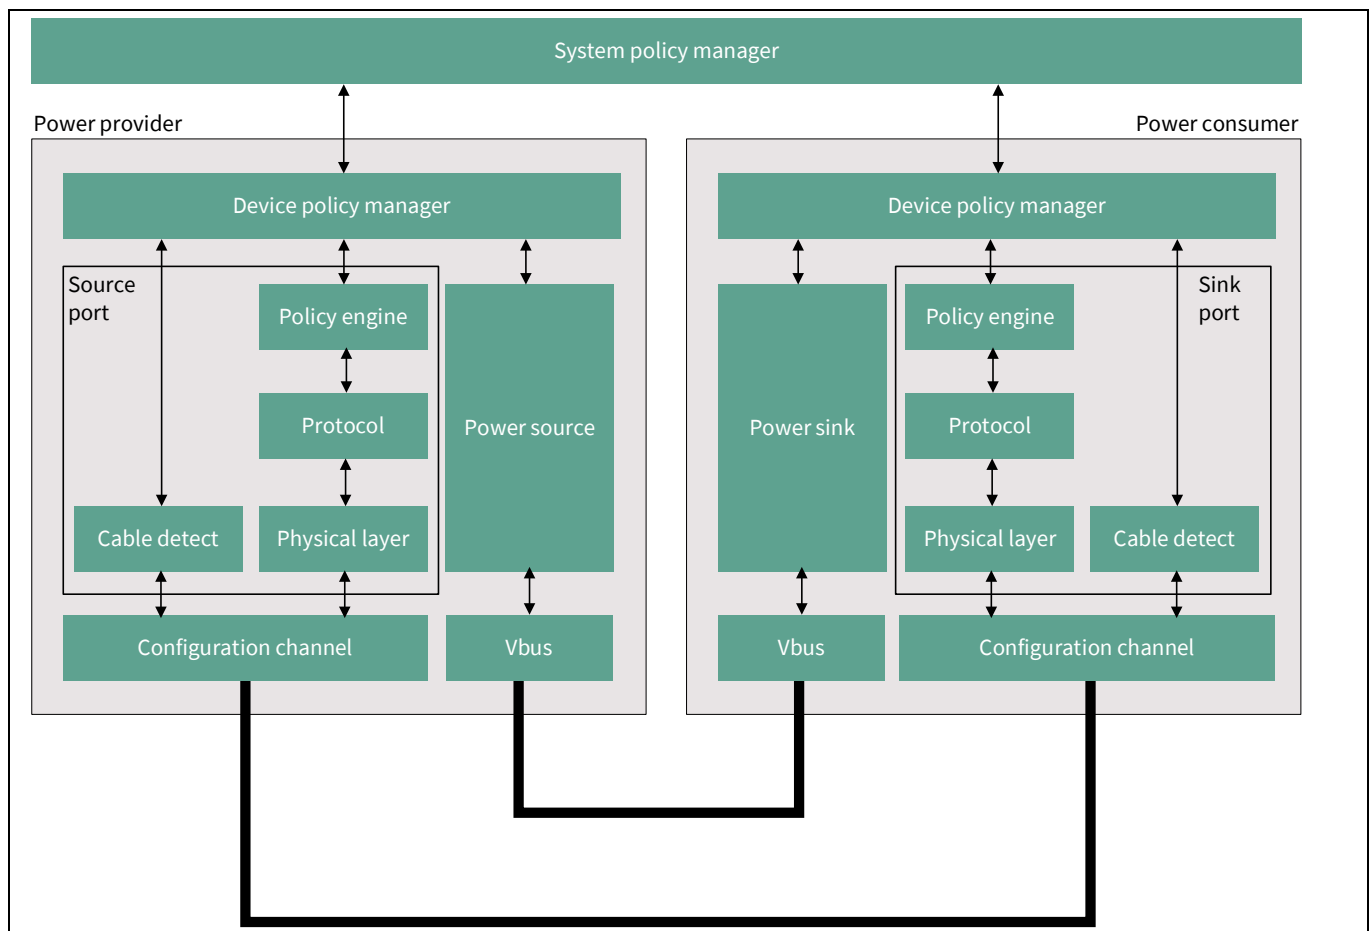 System policy manager
Power provider
Power consumer
Device policy manager
Device policy manager
Source
port
Policy engine
Protocol
Power source
Cable detect
Physical layer
Configuration channel
Vbus
Sink
port
Policy engine
Power sink
Protocol
Physical layer
Cable detect
Vbus
Configuration channel